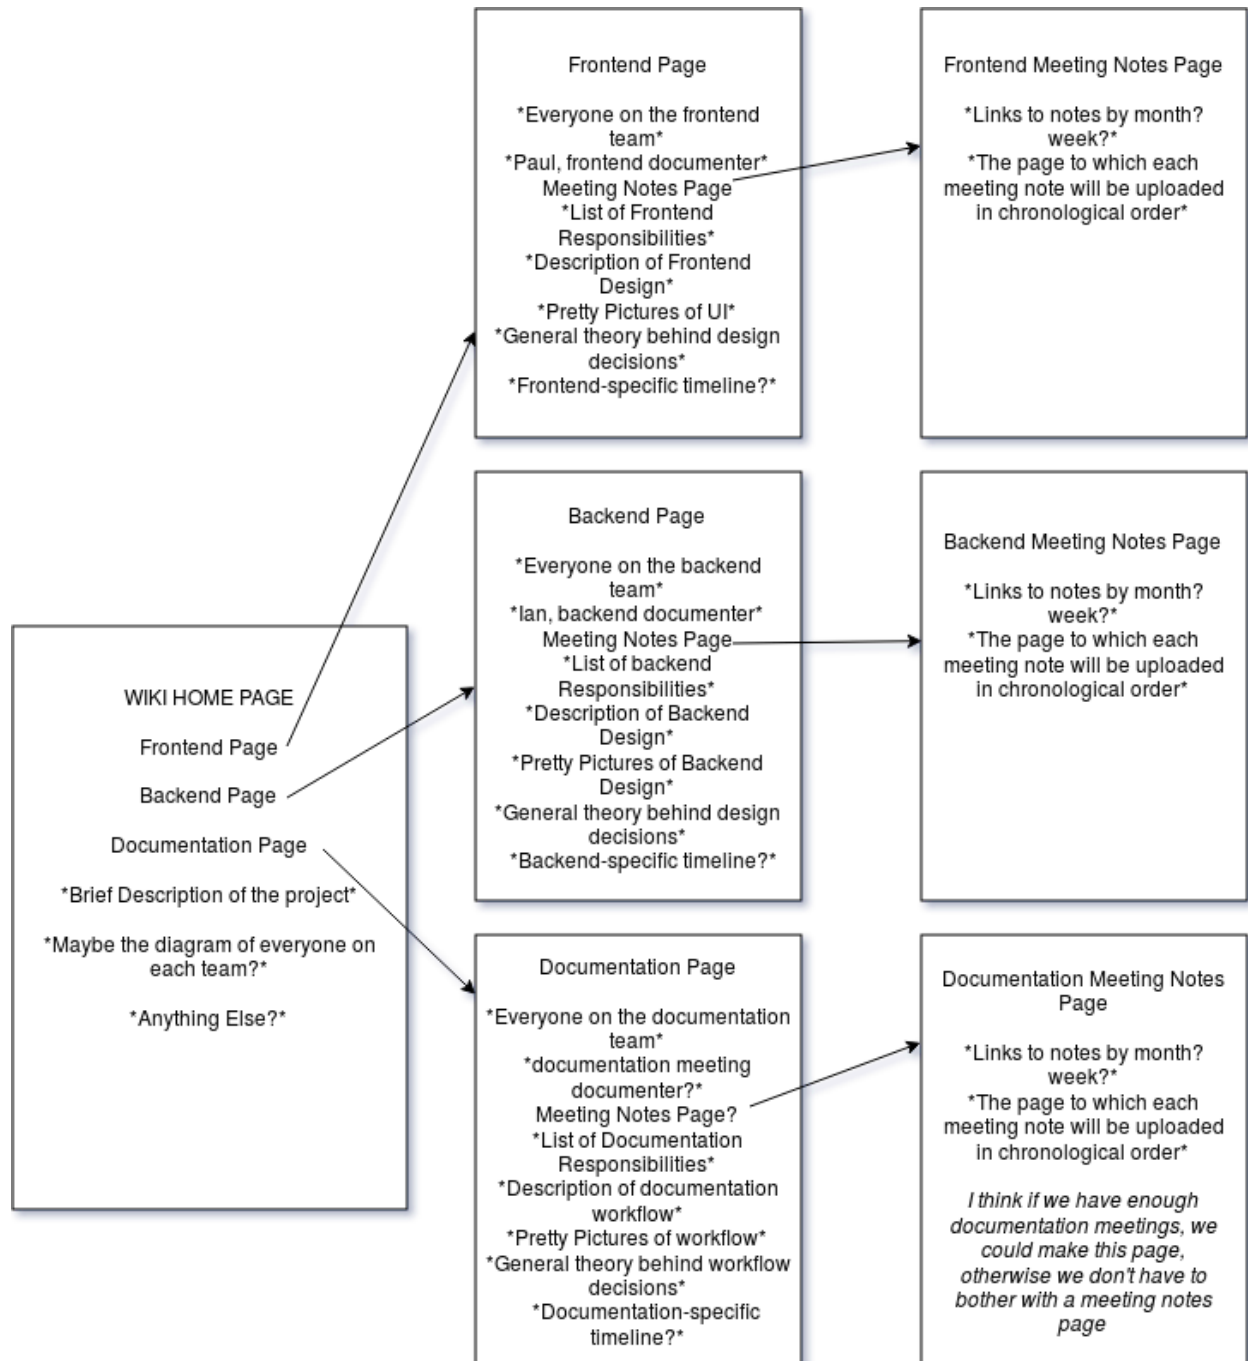 Frontend Page
*Everyone on the frontend
team*
*Paul, frontend documenter*
Meeting Notes Page
*List of Frontend
Responsibilities*
*Description of Frontend
Design*
*Pretty Pictures of UI*
*General theory behind design
decisions*
*Frontend-specific timeline?*
Frontend Meeting Notes Page
*Links to notes by month?
week?*
*The page to which each
meeting note will be uploaded
in chronological order*
Backend Page
*Everyone on the backend
team*
*Ian, backend documenter*
Meeting Notes Page
*List of backend
Responsibilities*
*Description of Backend
Design*
*Pretty Pictures of Backend
Design*
*General theory behind design
decisions*
*Backend-specific timeline?*
Backend Meeting Notes Page
*Links to notes by month?
week?*
*The page to which each
meeting note will be uploaded
in chronological order*
WIKI HOME PAGE
Frontend Page
Backend Page
Documentation Page
*Brief Description of the project*
*Maybe the diagram of everyone on
each team?*
*Anything Else?*
Documentation Page
*Everyone on the documentation
team*
*documentation meeting
documenter?*
Meeting Notes Page?
*List of Documentation
Responsibilities*
*Description of documentation
workflow*
*Pretty Pictures of workflow*
*General theory behind workflow
decisions*
*Documentation-specific
timeline?*
Documentation Meeting Notes
Page
*Links to notes by month?
week?*
*The page to which each
meeting note will be uploaded
in chronological order*
I think if we have enough
documentation meetings, we
could make this page,
otherwise we don't have to
bother with a meeting notes
page